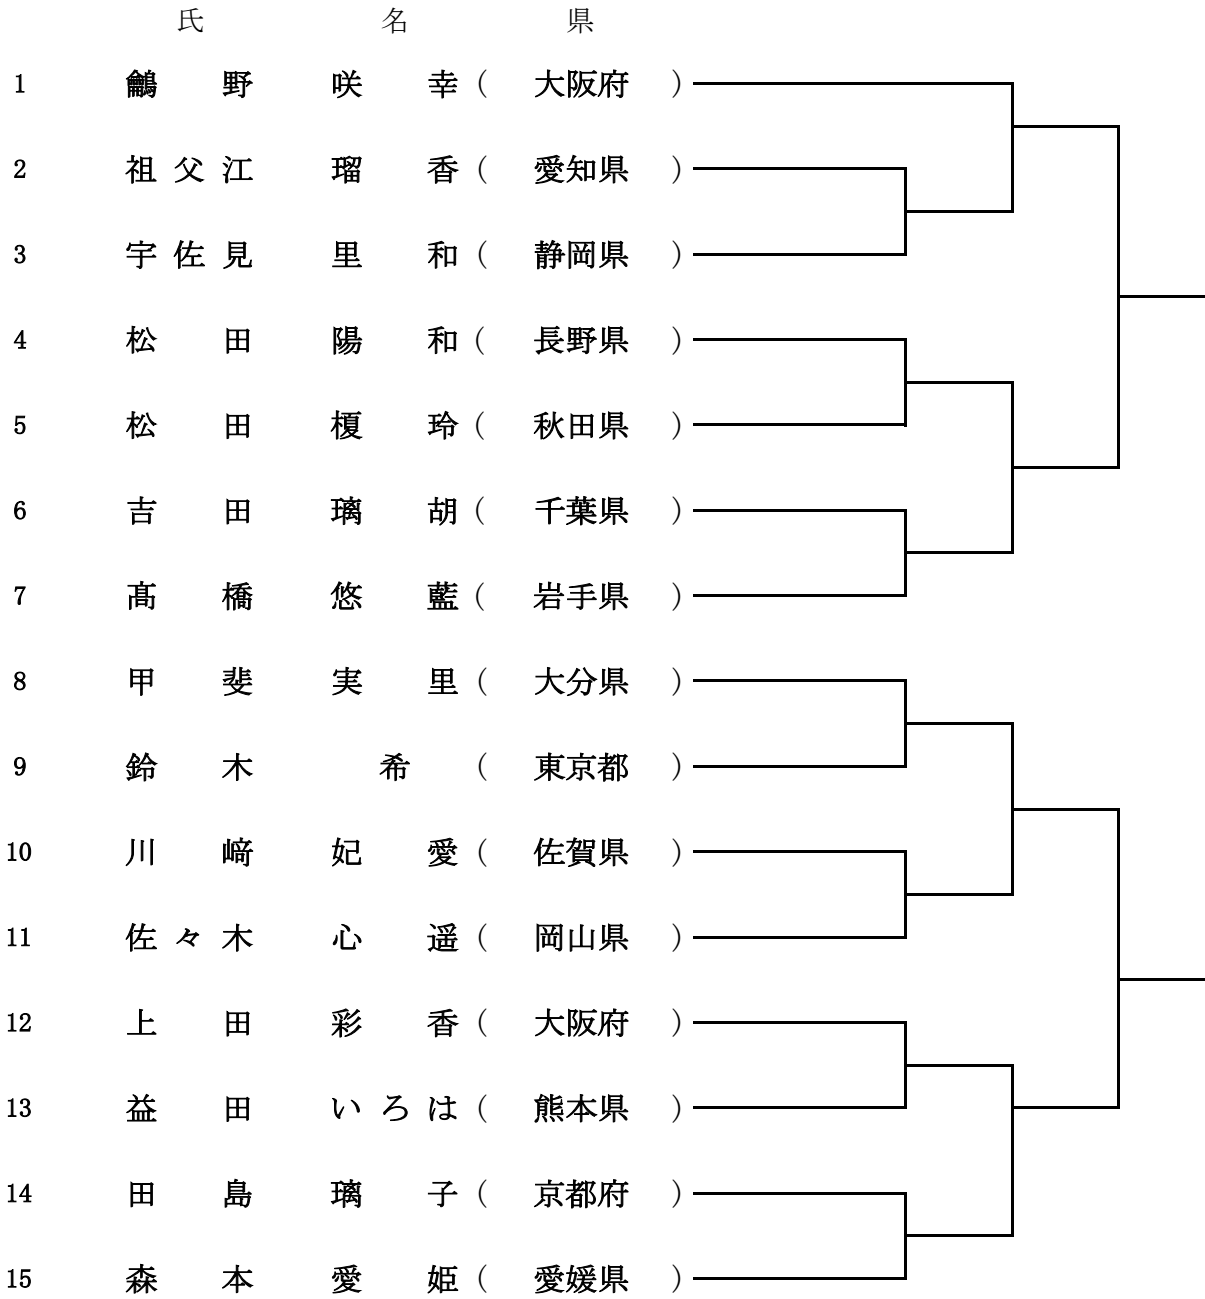 氏 名 県
1 鸙野 咲幸 ( 大阪府 )
2 祖父江 瑠香 ( 愛知県 )
3 宇佐見 里和 ( 静岡県 )
4 松田 陽和 ( 長野県 )
5 松田 榎玲 ( 秋田県 )
6 吉田 璃胡 ( 千葉県 )
7 髙橋 悠藍 ( 岩手県 )
8 甲斐 実里 ( 大分県 )
9 鈴木 希 ( 東京都 )
10 川﨑 妃愛 ( 佐賀県 )
11 佐々木 心遥 ( 岡山県 )
12 上田 彩香 ( 大阪府 )
13 益田 いろは ( 熊本県 )
14 田島 璃子 ( 京都府 )
15 森本 愛姫 ( 愛媛県 )